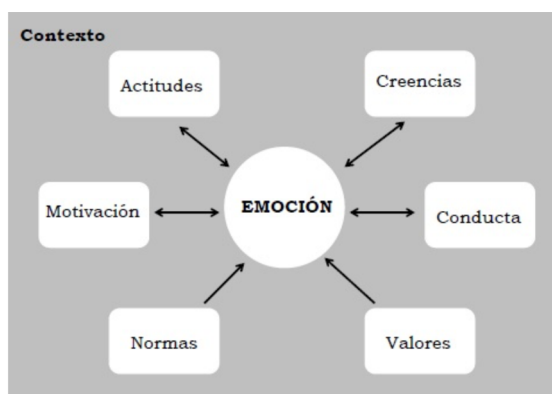 Contexto
Actitudes
Creencias
Motivación
EMOCIÓN
Conducta
Normas
Valores